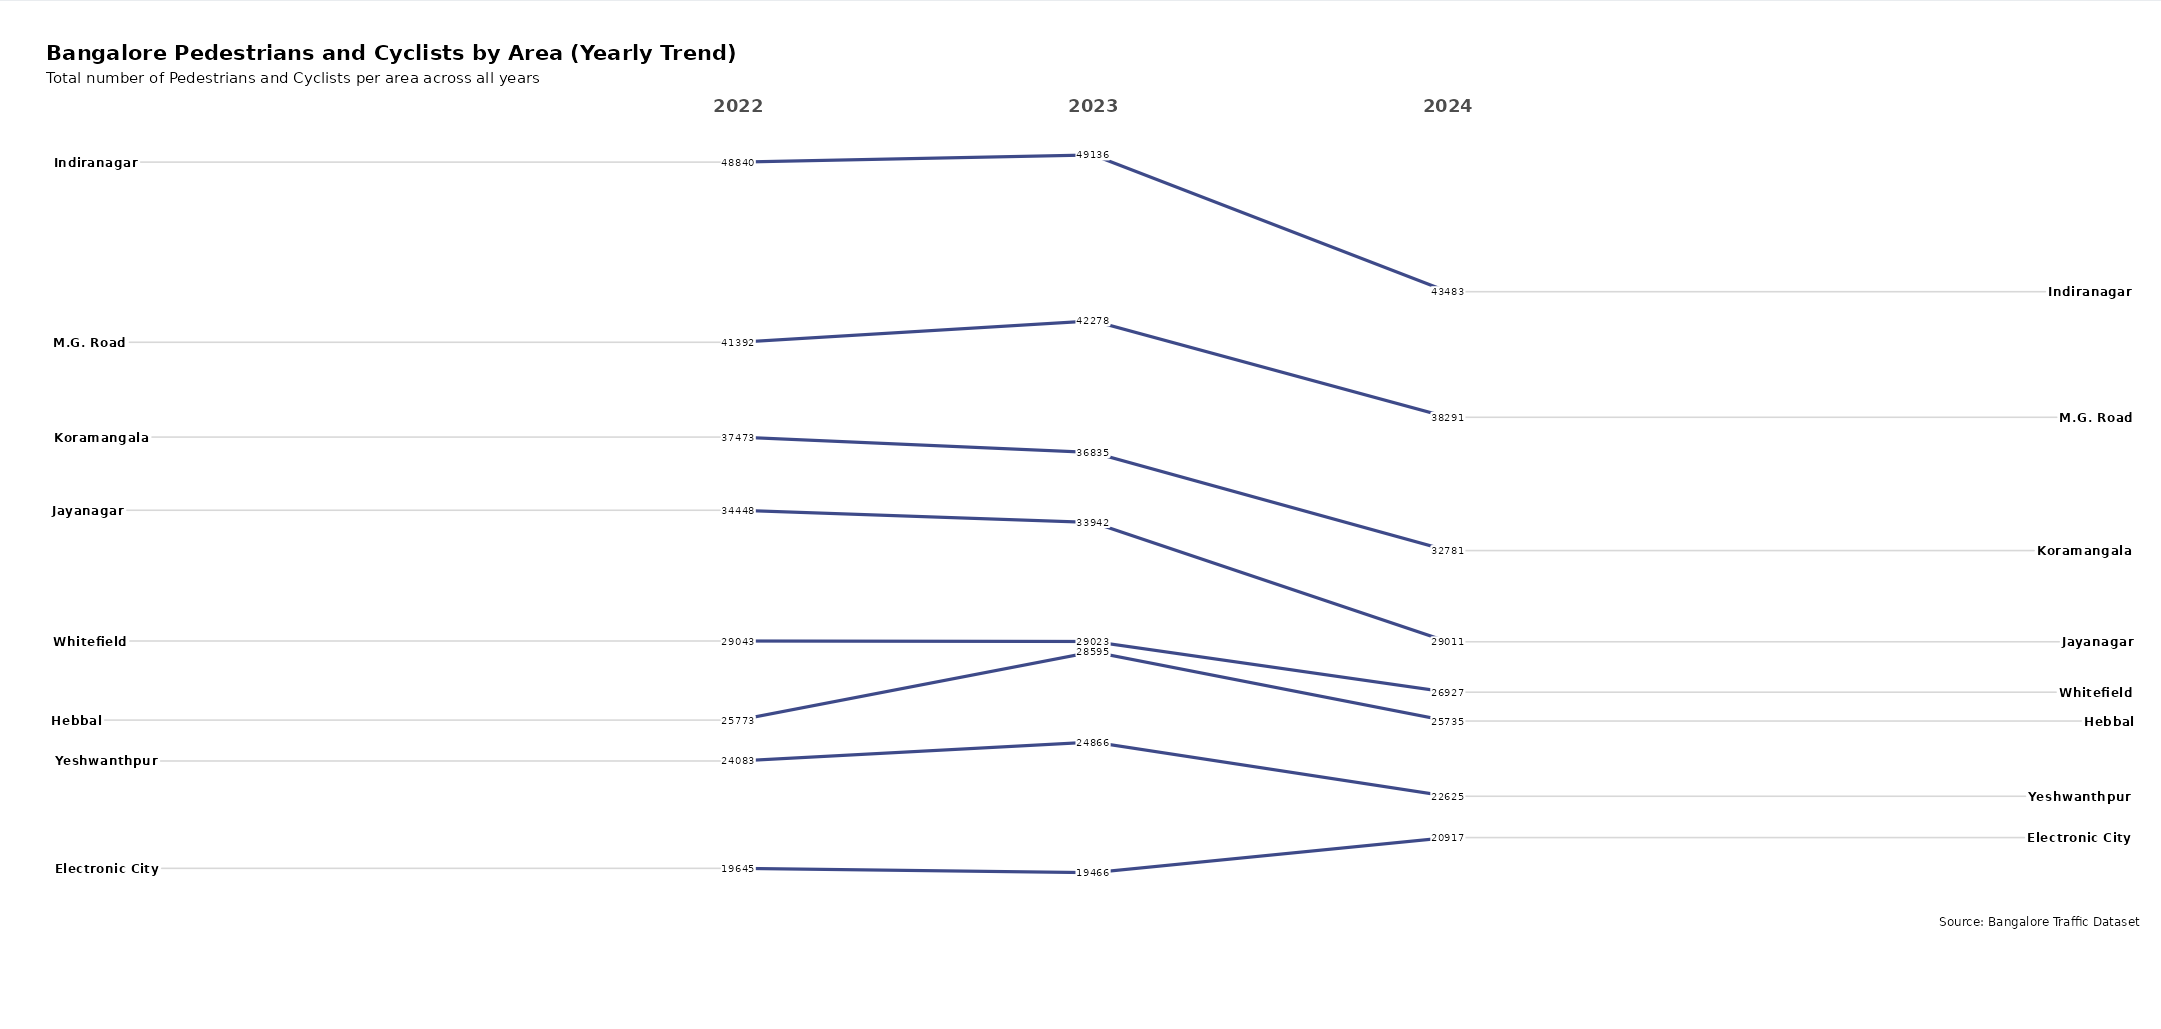 Bangalore Pedestrians and Cyclists by Area (Yearly Trend)
Total number of Pedestrians and Cyclists per area across all years
2022 2023 2024
Indiranagar 48840 49136 43483 Indiranagar
M.G. Road 41392 42278 38291 M.G. Road
Koramangala 37473 36835 32781 Koramangala
Jayanagar 34448 33942 29011 Jayanagar
Whitefield 29043 29023 26927 Whitefield
Hebbal 25773 28595 25735 Hebbal
Yeshwanthpur 24083 24866 22625 Yeshwanthpur
Electronic City 19645 19466 20917 Electronic City
Source: Bangalore Traffic Dataset